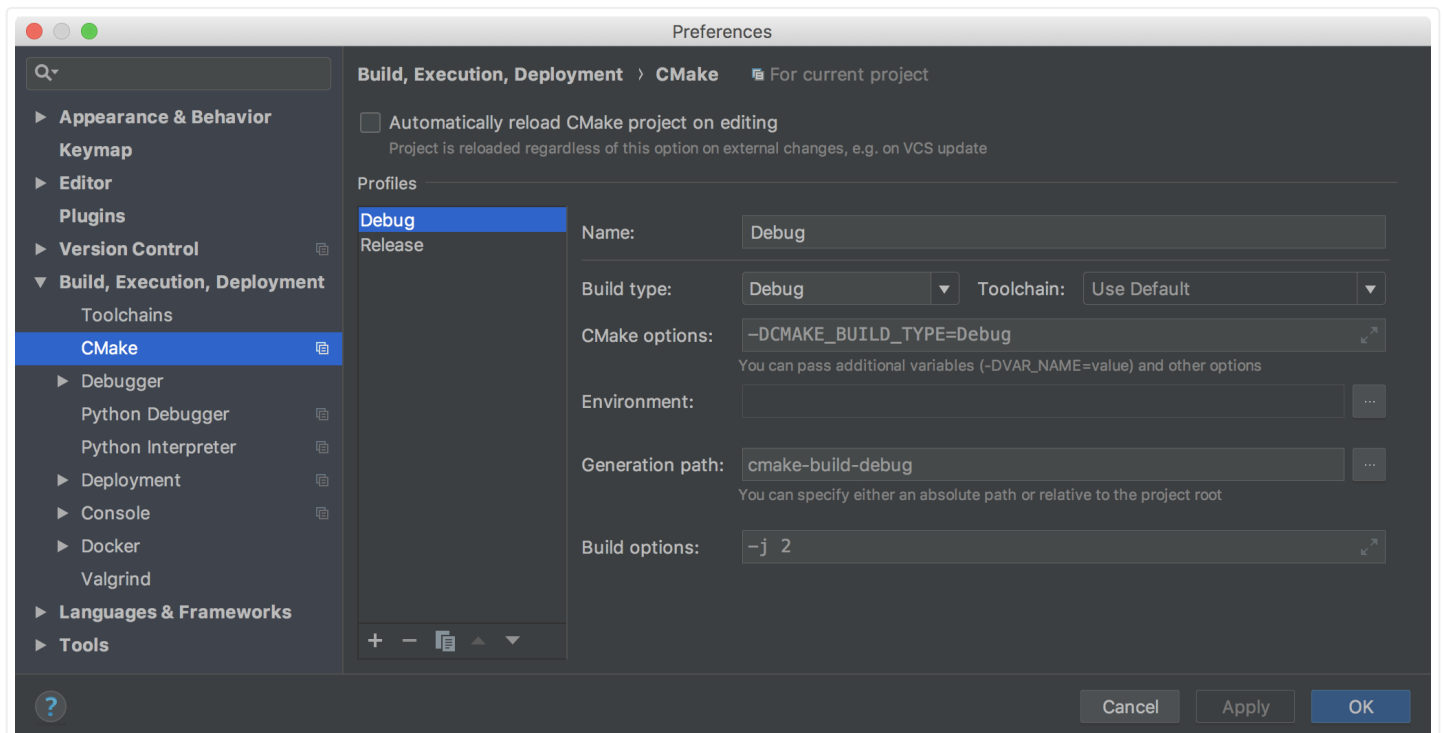 Preferences
Build, Execution, Deployment › CMake For current project
Appearance & Behavior
Keymap
Editor
Plugins
Version Control
Build, Execution, Deployment
Toolchains
CMake
Debugger
Python Debugger
Python Interpreter
Deployment
Console
Docker
Valgrind
Languages & Frameworks
Tools
Automatically reload CMake project on editing
Project is reloaded regardless of this option on external changes, e.g. on VCS update
Profiles
Debug
Release
Name: Debug
Build type: Debug Toolchain: Use Default
CMake options: -DCMAKE_BUILD_TYPE=Debug
You can pass additional variables (-DVAR_NAME=value) and other options
Environment: ...
Generation path: cmake-build-debug ...
You can specify either an absolute path or relative to the project root
Build options: -j 2
? Cancel Apply OK